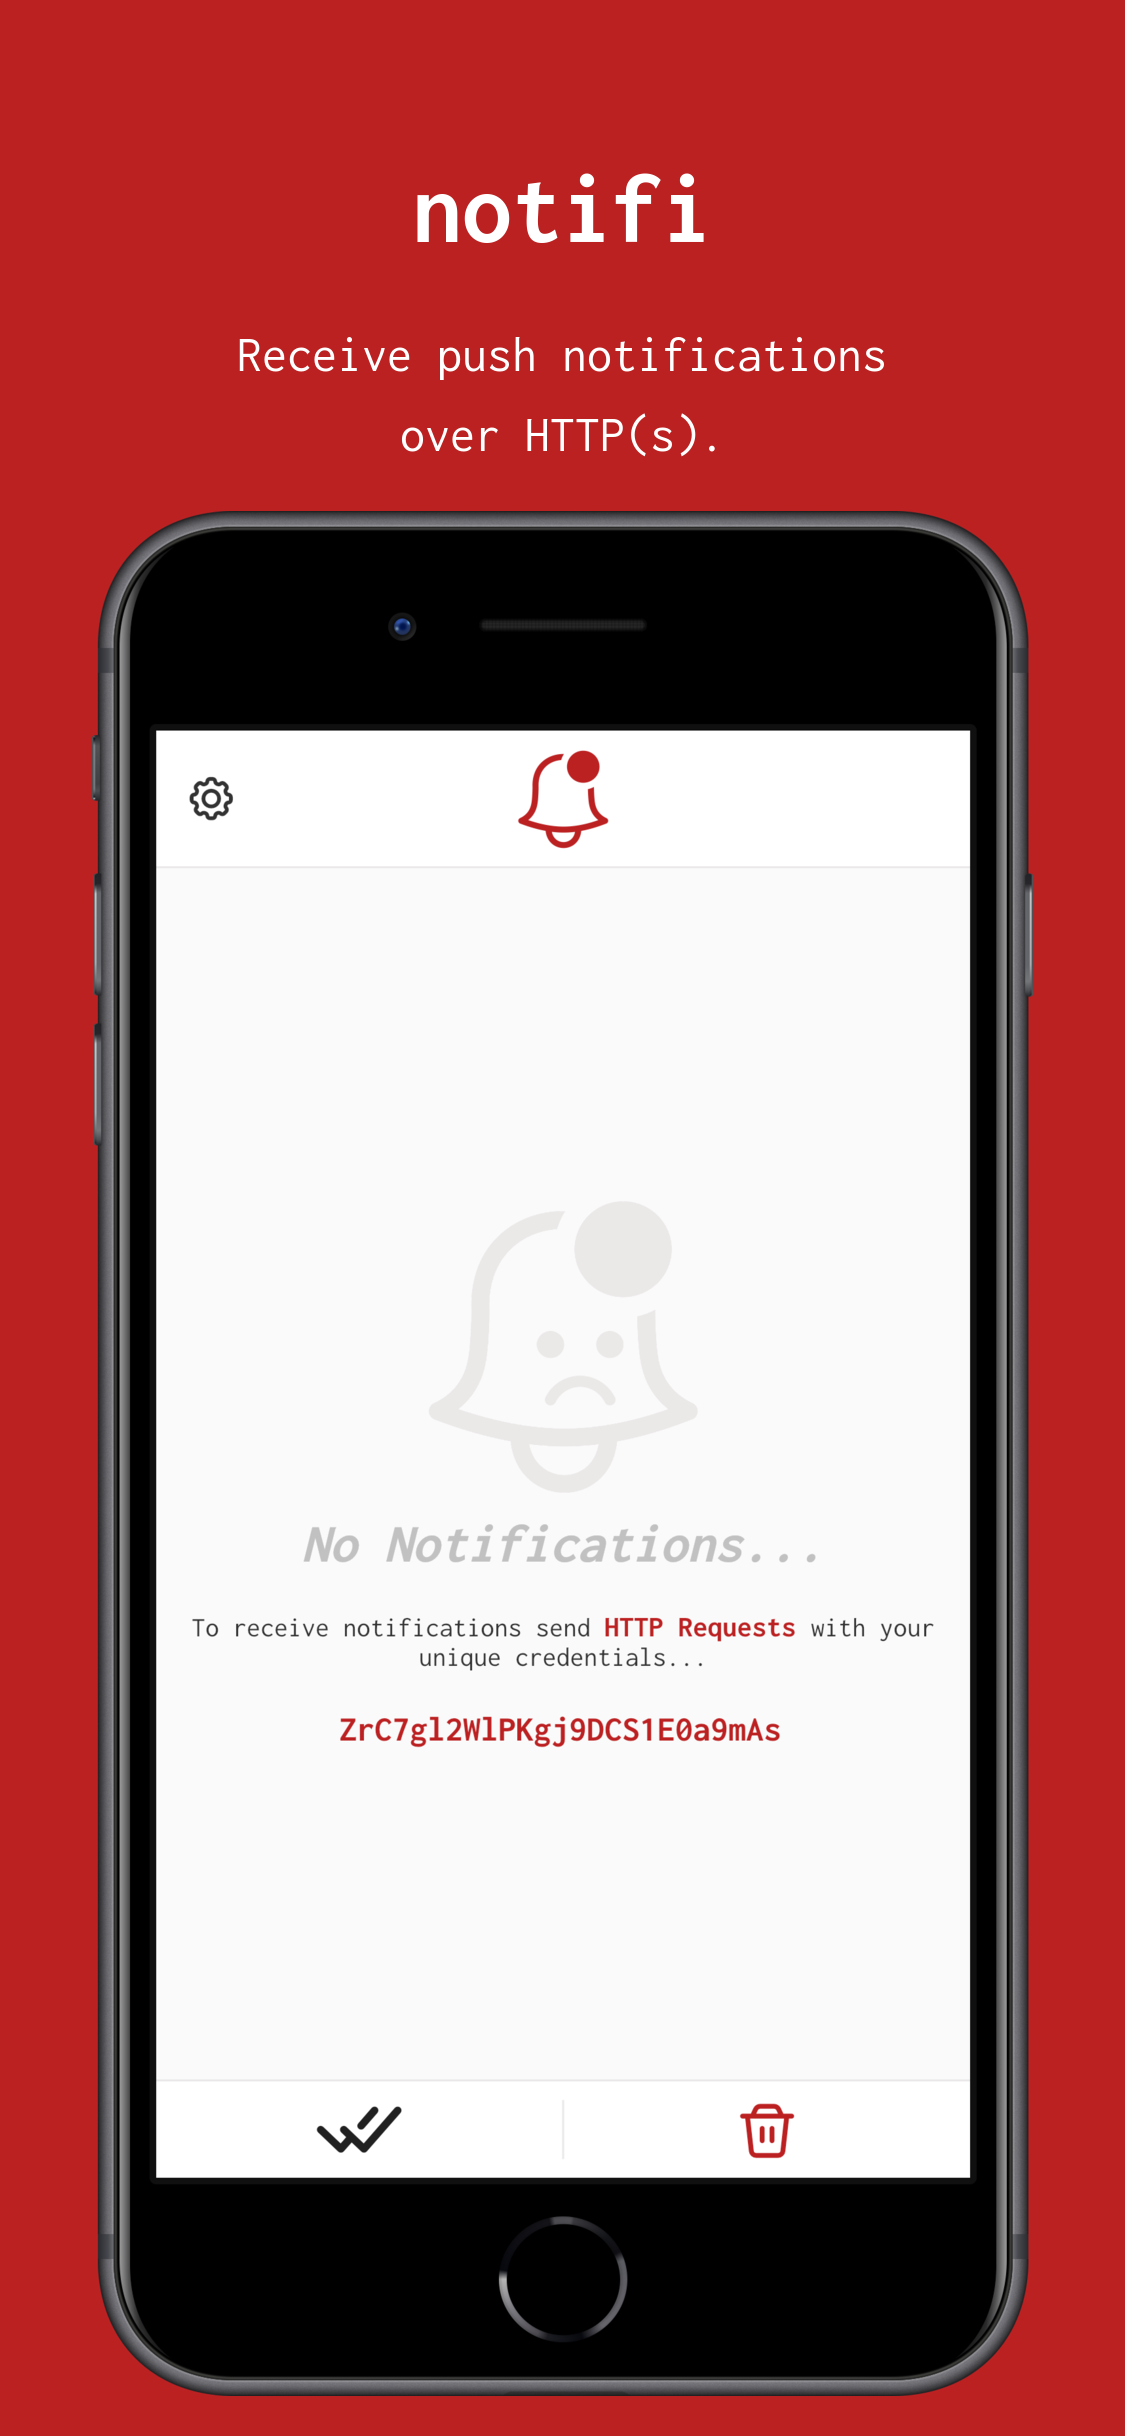 notifi
Receive push notifications
over HTTP(s).
No Notifications...
To receive notifications send HTTP Requests with your
unique credentials...
ZrC7gl2WlPKgj9DCS1E0a9mAs